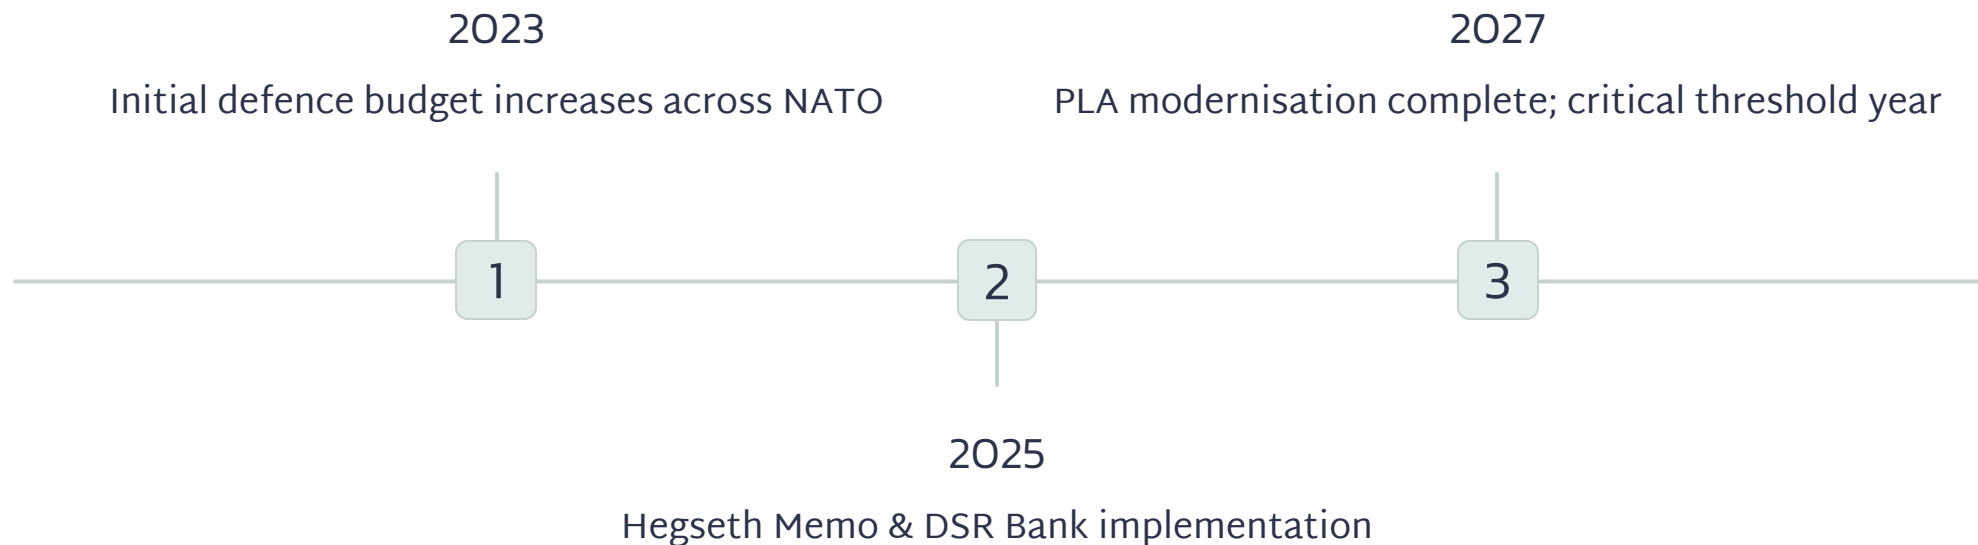 2023
Initial defence budget increases across NATO
1
2
2025
Hegseth Memo & DSR Bank implementation
2027
PLA modernisation complete; critical threshold year
3